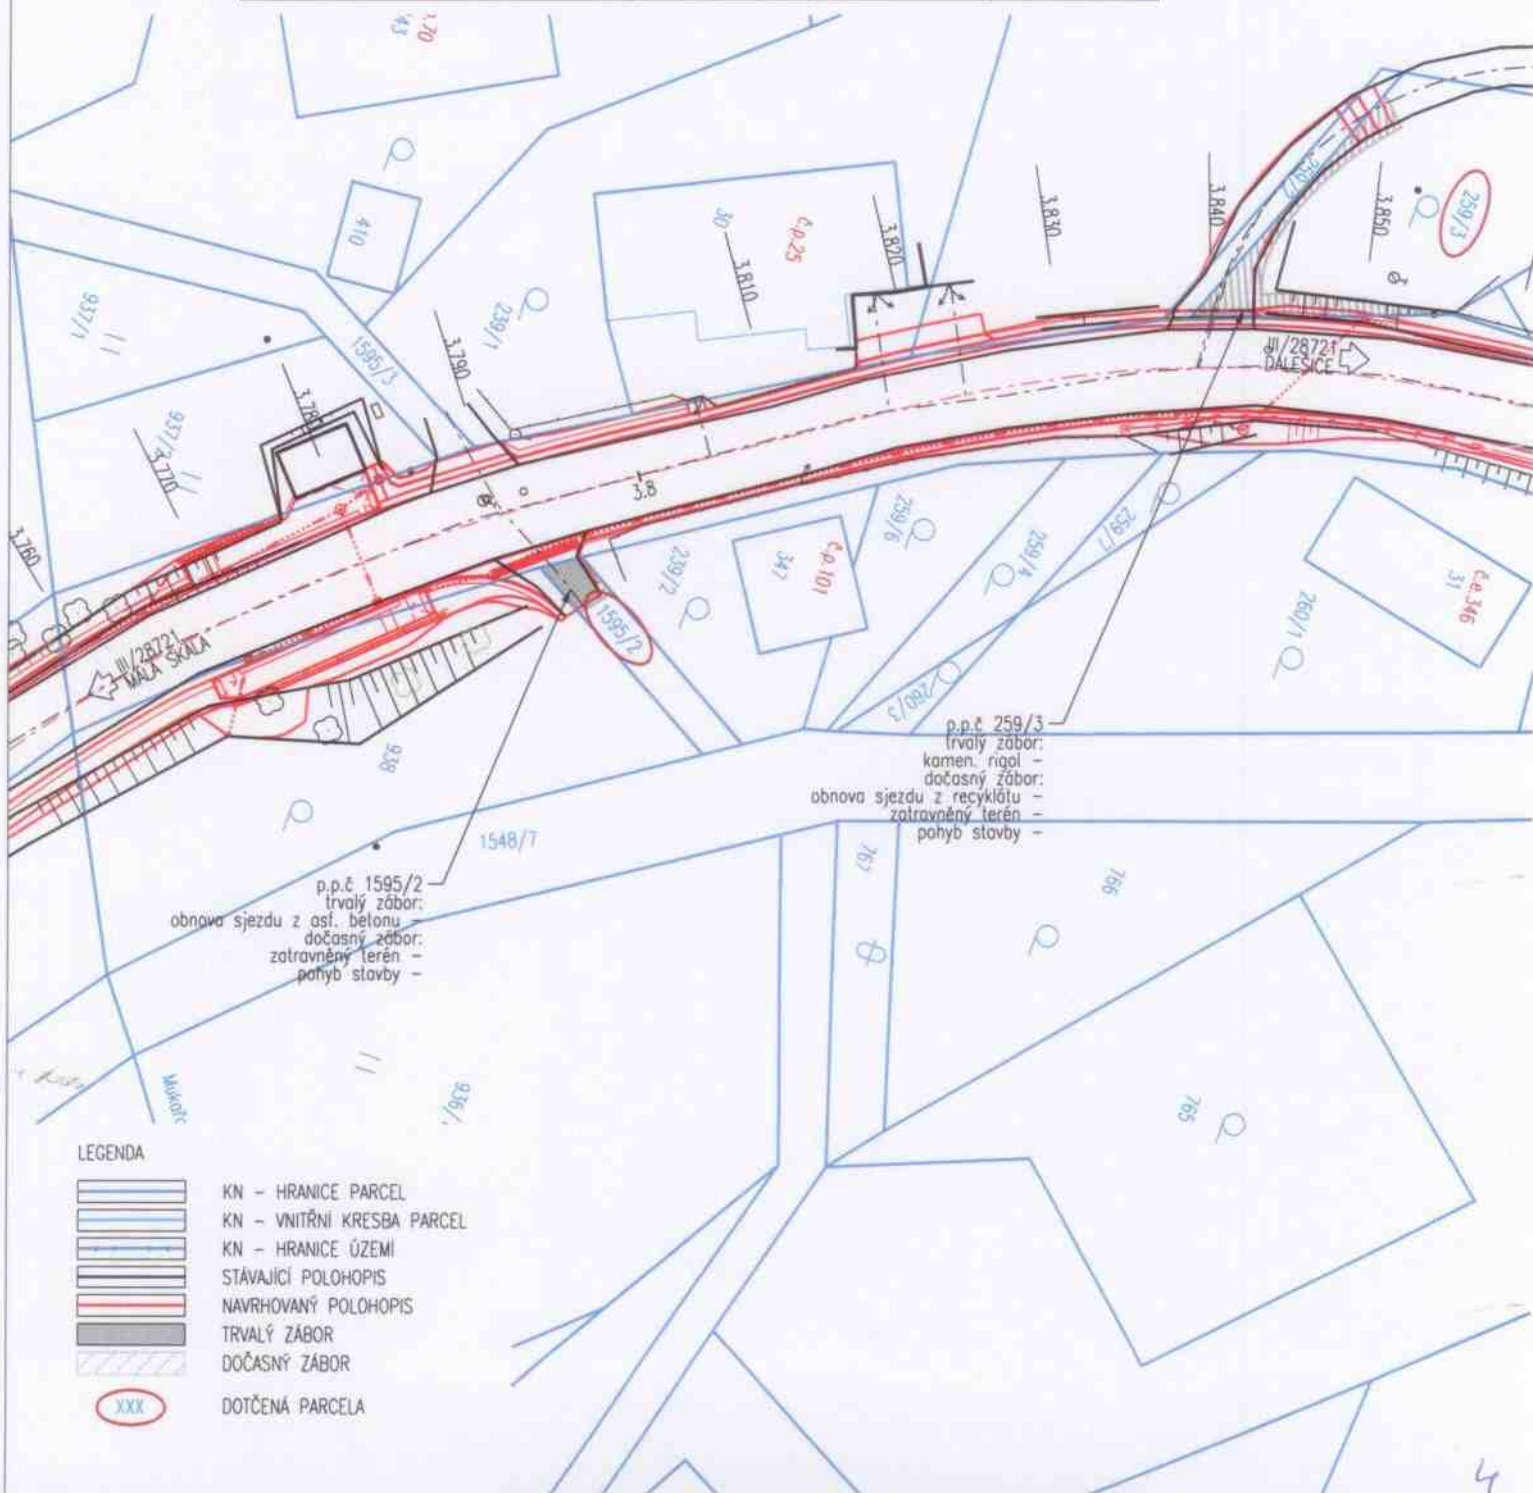 č.70
43
410
937/1
1595/3
239/1
3.790
30
č.p.25
3.810
3.820
3.830
3.840
3.850
259/3
III/28721
DALEŠICE
937/2
3.770
3.760
3.8
III/28721
MALÁ SKÁLA
1595/2
239/2
347
č.p.101
259/6
259/4
259/7
260/3
260/1
č.e.346
31
938
1548/7
p.p.č 259/3
trvalý zábor:
kamen. rigol -
dočasný zábor:
obnova sjezdu z recyklátu -
zatravněný terén -
pohyb stavby -
p.p.č 1595/2
trvalý zábor:
obnova sjezdu z asf. betonu -
dočasný zábor:
zatravněný terén -
pohyb stavby -
767
766
765
936/
LEGENDA
KN - HRANICE PARCEL
KN - VNITŘNÍ KRESBA PARCEL
KN - HRANICE ÚZEMÍ
STÁVAJÍCÍ POLOHOPIS
NAVRHOVANÝ POLOHOPIS
TRVALÝ ZÁBOR
DOČASNÝ ZÁBOR
XXX DOTČENÁ PARCELA
4